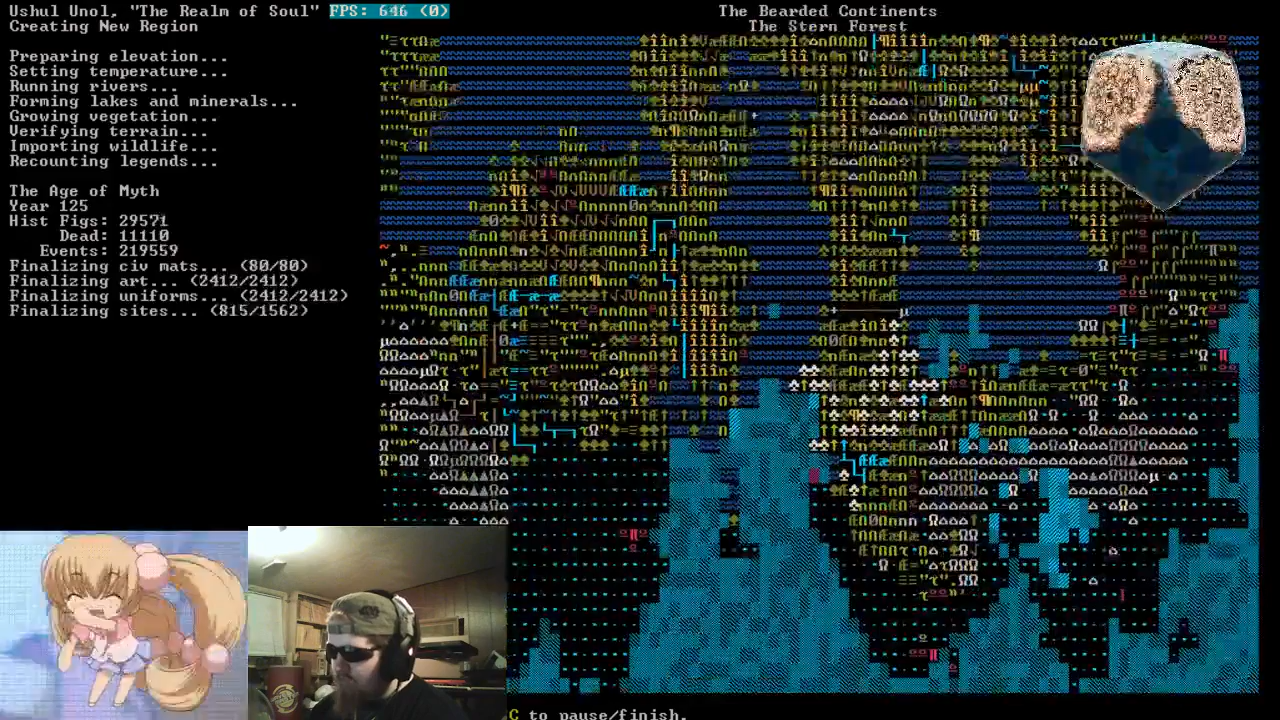 Ushul Unol, "The Realm of Soul" FPS: 646 (0)
Creating New Region
The Bearded Continents
The Stern Forest
Preparing elevation...
Setting temperature...
Running rivers...
Forming lakes and minerals...
Growing vegetation...
Verifying terrain...
Importing wildlife...
Recounting legends...
The Age of Myth
Year 125
Hist Figs: 29571
Dead: 11110
Events: 219559
Finalizing civ mats... (80/80)
Finalizing art... (2412/2412)
Finalizing uniforms... (2412/2412)
Finalizing sites... (815/1562)
C to pause/finish.